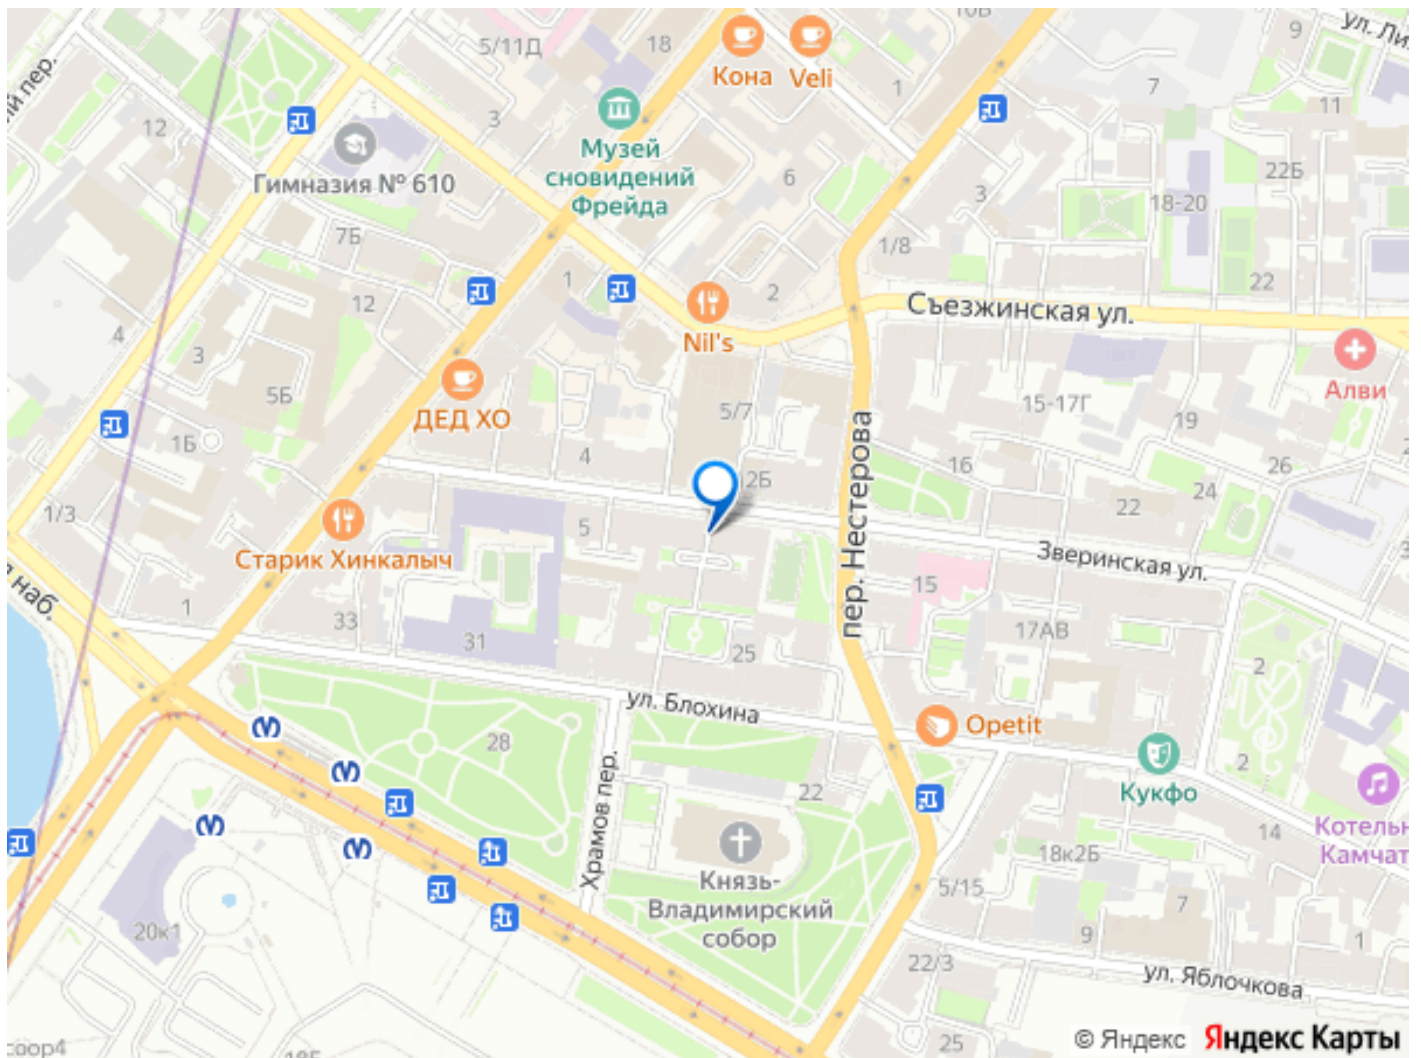 10В
9
ул. Ли
5/11Д
18
Кона
Veli
1
7
11
ий пер.
12
3
Музей
сновидений
Фрейда
Гимназия № 610
6
3
22Б
18-20
7Б
1/8
1
2
22
12
Съезжинская ул.
4
3
Nil's
Алви
5Б
ДЕД ХО
5/7
15-17Г
19
1Б
4
2Б
пер. Нестерова
16
26
24
22
1/3
5
Старик Хинкалыч
Зверинская ул.
наб.
1
33
31
25
15
17АВ
2
ул. Блохина
Opetit
28
Храмов пер.
22
2
Кукфо
Котельн
Камчат
14
18к2Б
Князь-
Владимирский
собор
5/15
7
9
1
20к1
22/3
ул. Яблочкова
25
соор4
© Яндекс Яндекс Карты